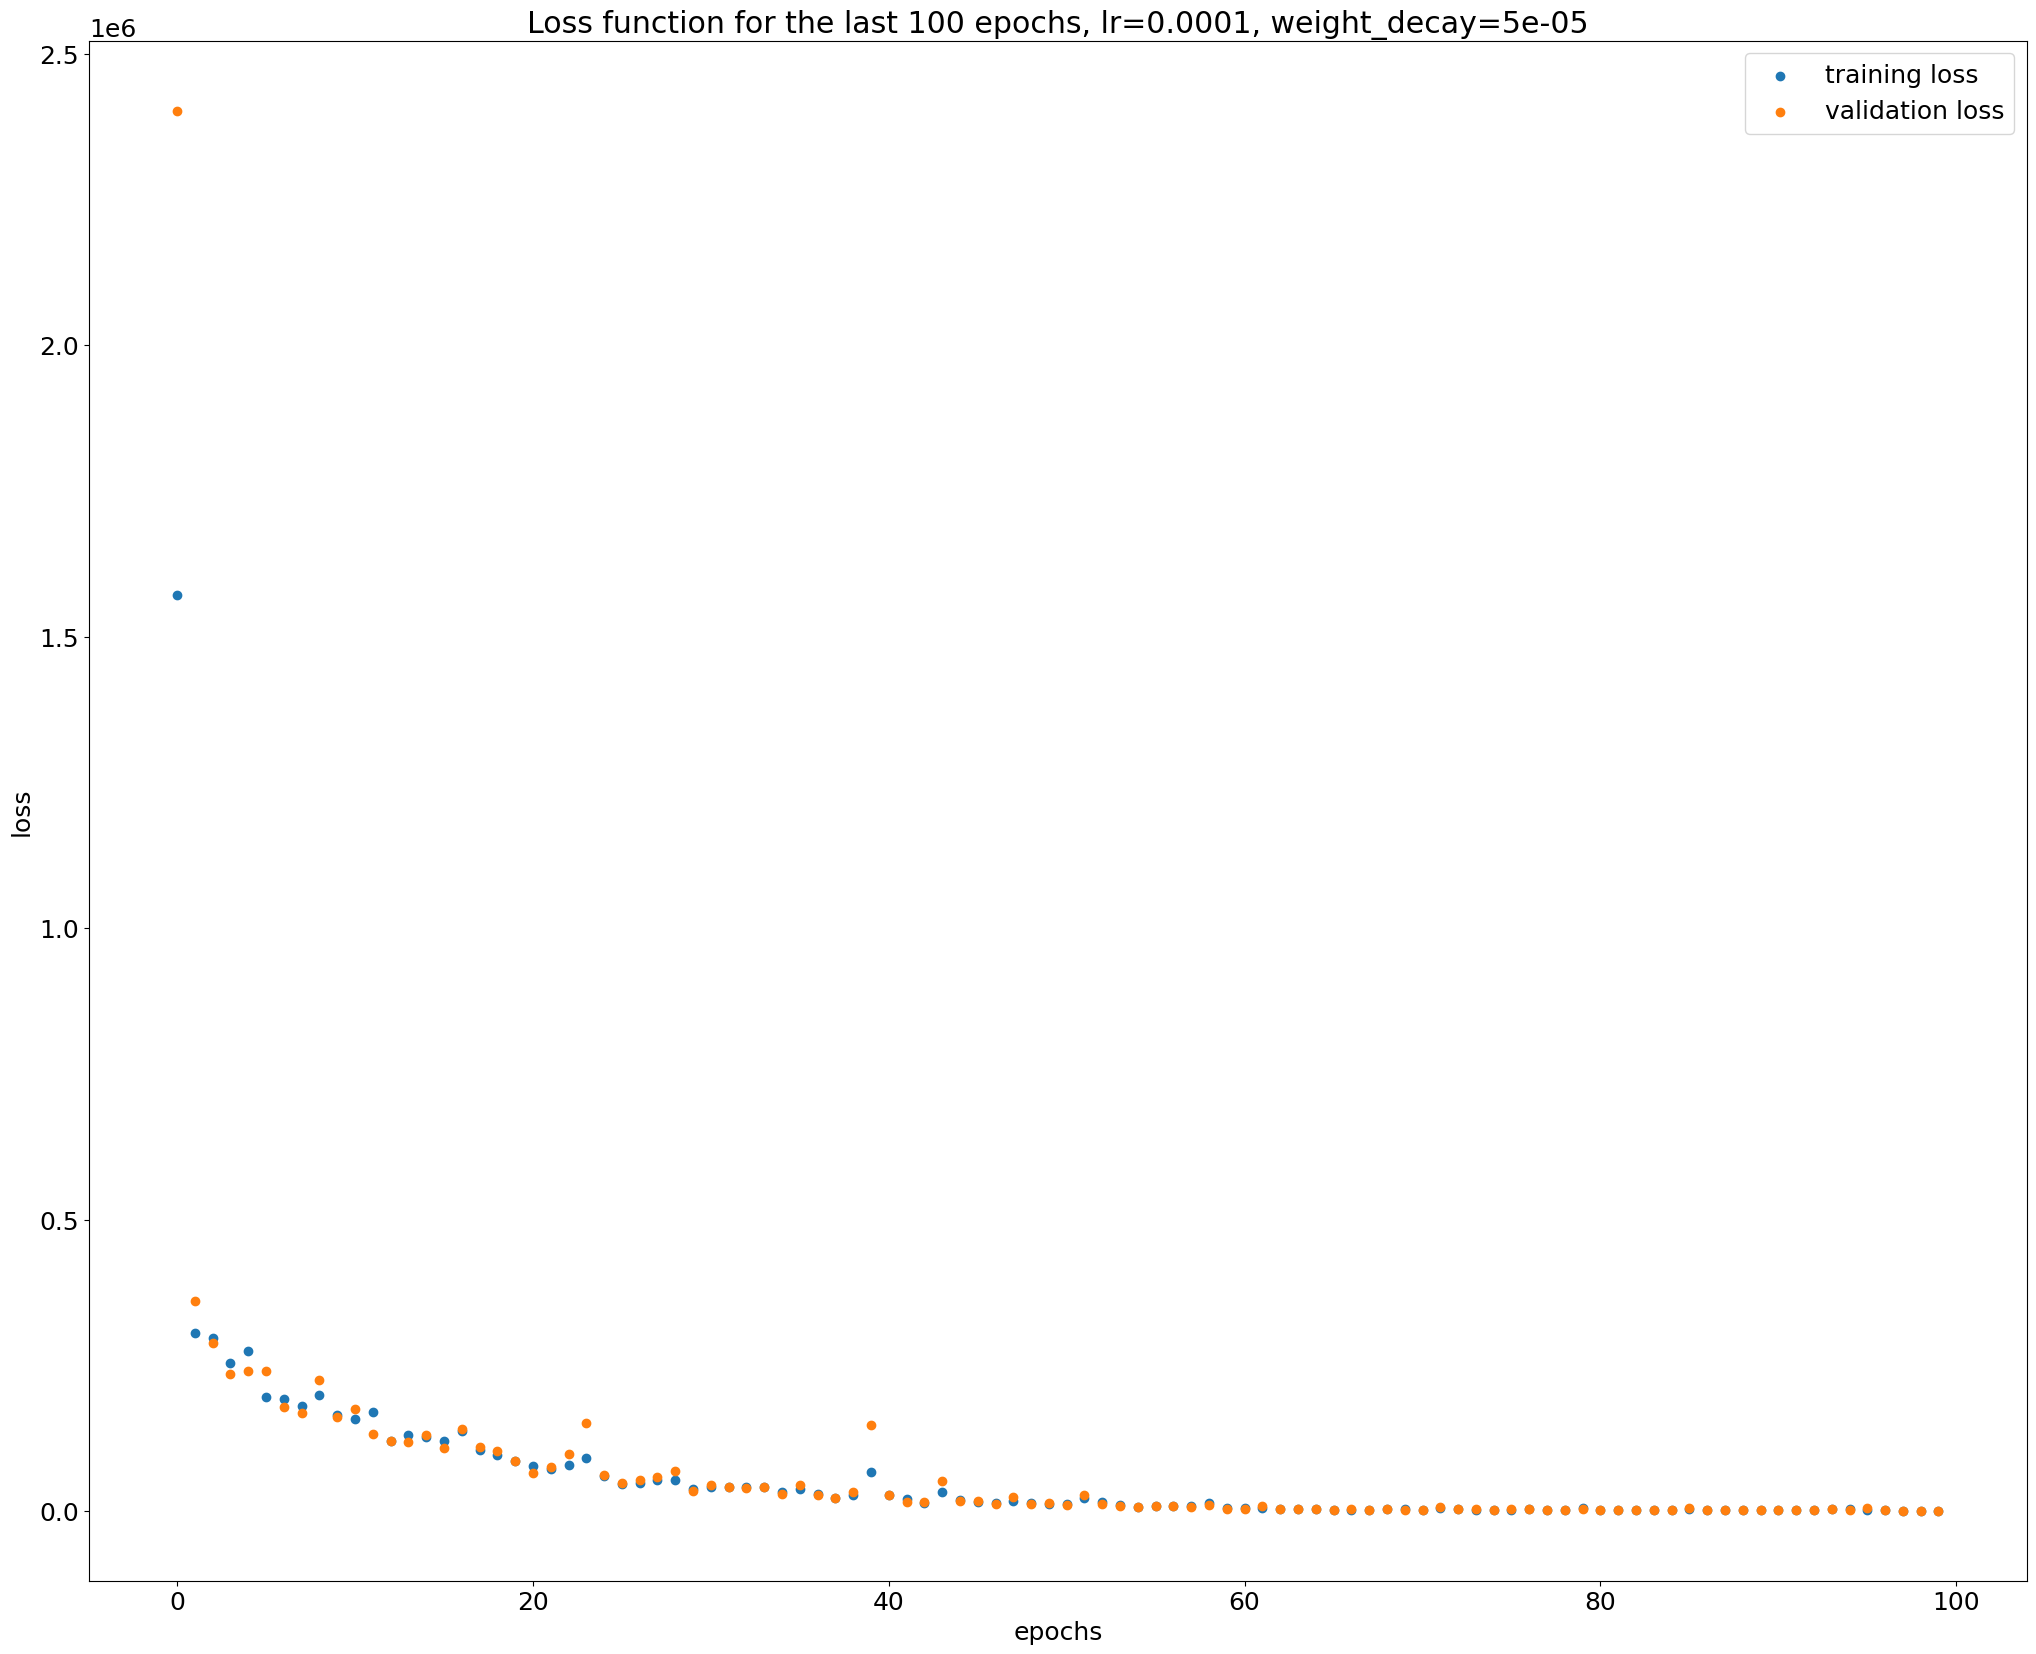 Loss function for the last 100 epochs, lr=0.0001, weight_decay=5e-05
1e6
2.5
2.0
1.5
1.0
0.5
0.0
loss
training loss
validation loss
0 20 40 60 80 100
epochs